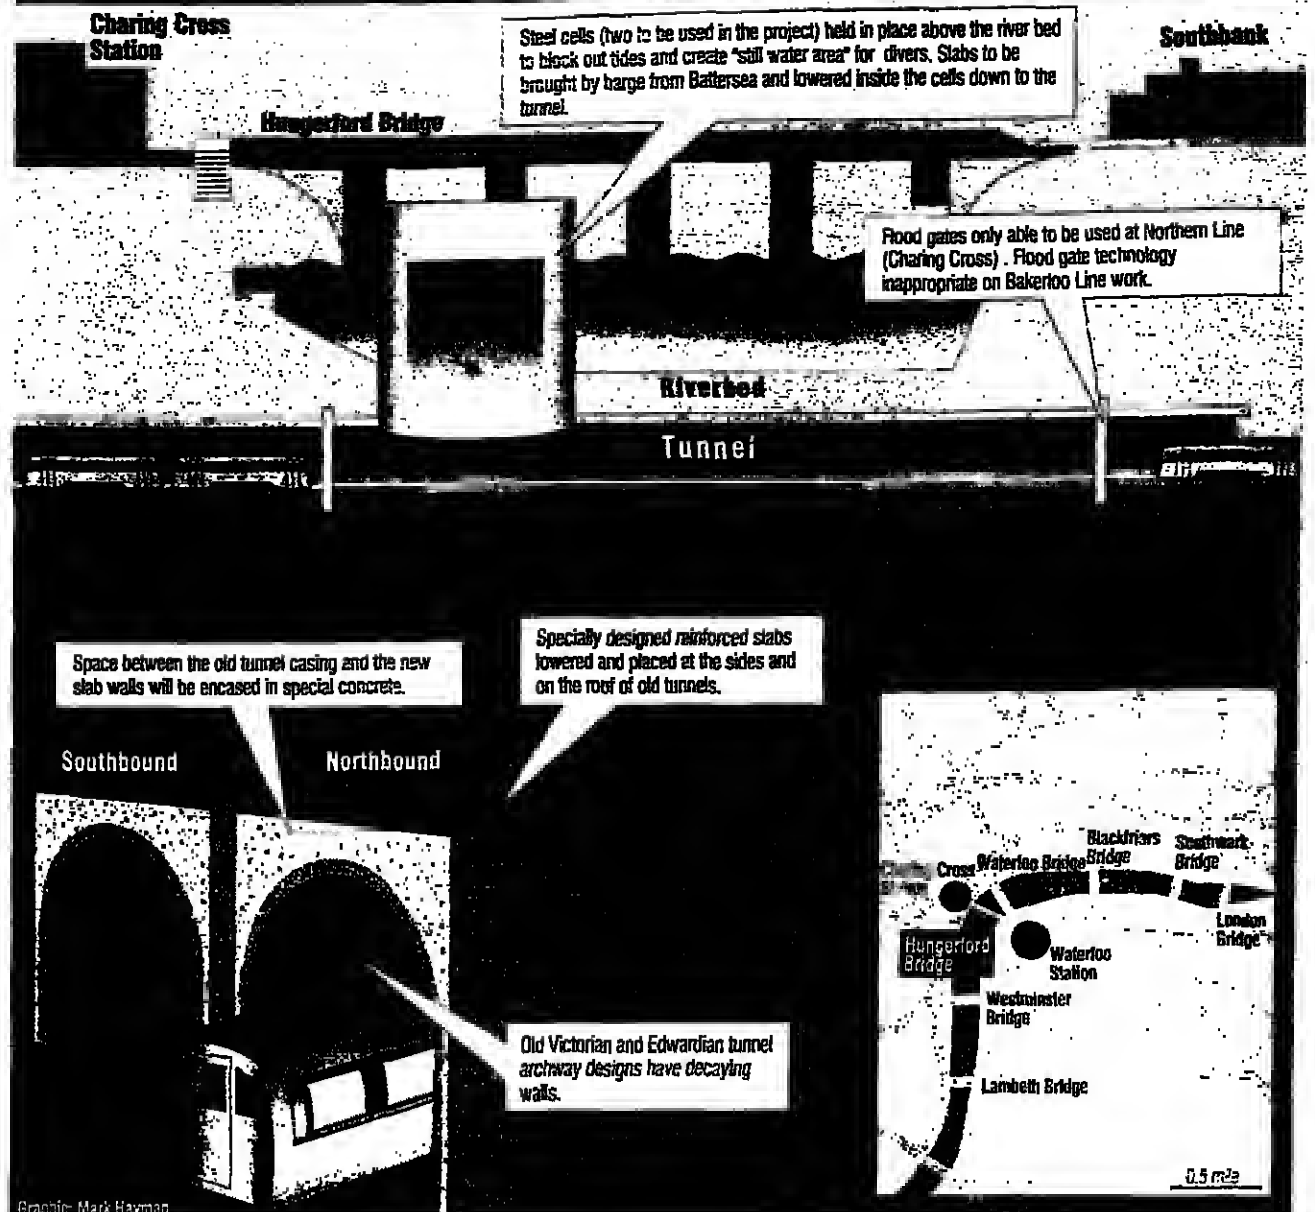 Charing Cross
Station
Steel cells (two to be used in the project) held in place above the river bed
to block out tides and create "still water area" for divers. Slabs to be
brought by barge from Battersea and lowered inside the cells down to the
tunnel.
Southbank
Hungerford Bridge
Flood gates only able to be used at Northern Line
(Charing Cross) . Flood gate technology
inappropriate on Bakerloo Line work.
Riverbed
Tunnel
Space between the old tunnel casing and the new
slab walls will be encased in special concrete.
Specially designed reinforced slabs
lowered and placed at the sides and
on the roof of old tunnels.
Southbound
Northbound
Old Victorian and Edwardian tunnel
archway designs have decaying
walls.
Cross
Waterloo Bridge
Blackfriars
Bridge
Southwark
Bridge
London
Bridge
Hungerford
Bridge
Waterloo
Station
Westminster
Bridge
Lambeth Bridge
0.5 mile
Graphic: Mark Hayman